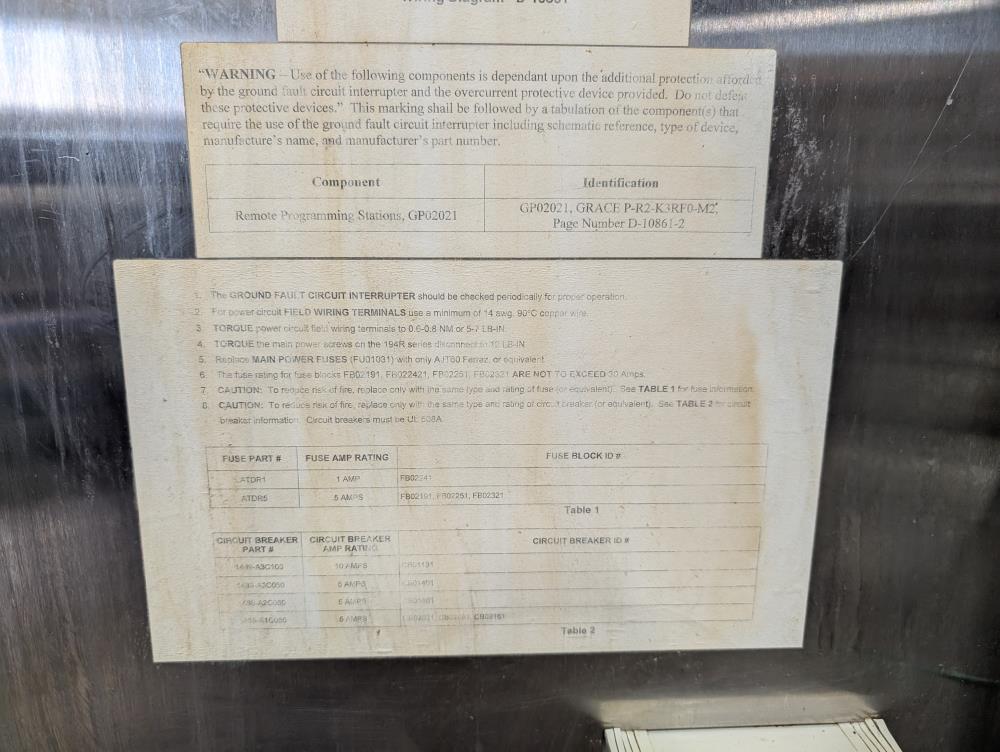 Wiring Diagram D-10861
"WARNING – Use of the following components is dependant upon the additional protection afforded
by the ground fault circuit interrupter and the overcurrent protective device provided. Do not defeat
these protective devices." This marking shall be followed by a tabulation of the component(s) that
require the use of the ground fault circuit interrupter including schematic reference, type of device,
manufacture's name, and manufacturer's part number.
Component Identification
Remote Programming Stations, GP02021 GP02021, GRACE P-R2-K3RF0-M2,
Page Number D-10861-2
1. The GROUND FAULT CIRCUIT INTERRUPTER should be checked periodically for proper operation.
2. For power circuit FIELD WIRING TERMINALS use a minimum of 14 awg. 90°C copper wire.
3. TORQUE power circuit field wiring terminals to 0.6-0.8 NM or 5-7 LB-IN.
4. TORQUE the main power screws on the 194R series disconnect to LB-IN
5. Replace MAIN POWER FUSES (FU01031) with only AJT60 Ferraz, or equivalent
6. The fuse rating for fuse blocks FB02191, FB022421, FB02251, FB02321 ARE NOT TO EXCEED 30 Amps.
7. CAUTION: To reduce risk of fire, replace only with the same type and rating of fuse (or equivalent). See TABLE 1 for fuse information.
8. CAUTION: To reduce risk of fire, replace only with the same type and rating of circuit breaker (or equivalent). See TABLE 2 for circuit
breaker information. Circuit breakers must be UL 508A.
FUSE PART # FUSE AMP RATING FUSE BLOCK ID #
ATDR1 1 AMP FB02241
ATDR5 5 AMPS FB02191, FB02251, FB02321
Table 1
CIRCUIT BREAKER CIRCUIT BREAKER CIRCUIT BREAKER ID #
PART # AMP RATING
10 AMPS
5 AMPS
5 AMPS
5 AMPS CB02161
Table 2